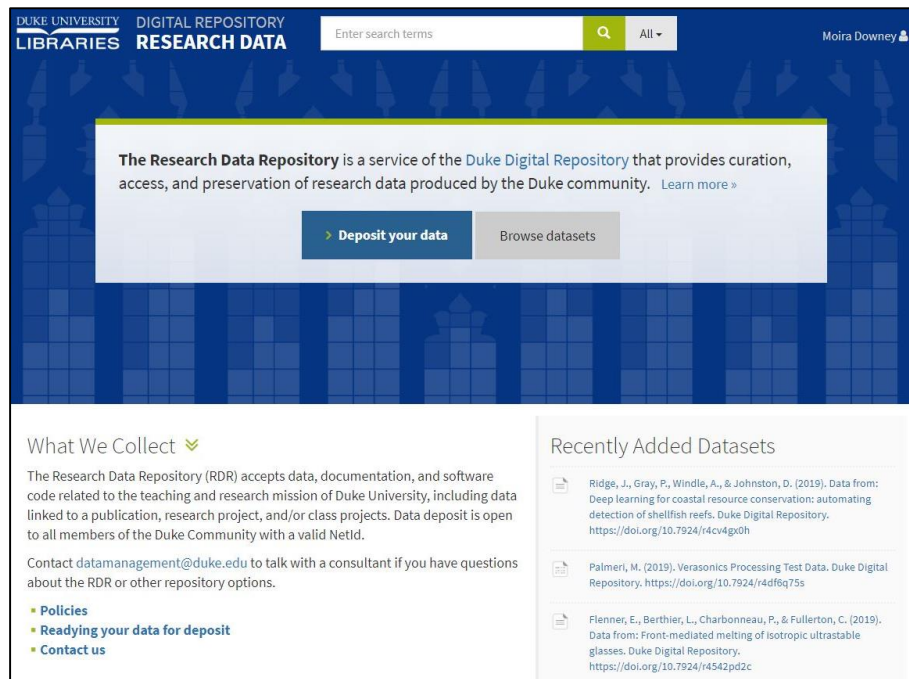 DUKE UNIVERSITY
LIBRARIES
DIGITAL REPOSITORY
RESEARCH DATA
Enter search terms
All
Moira Downey
The Research Data Repository is a service of the Duke Digital Repository that provides curation,
access, and preservation of research data produced by the Duke community. Learn more »
› Deposit your data
Browse datasets
What We Collect
The Research Data Repository (RDR) accepts data, documentation, and software
code related to the teaching and research mission of Duke University, including data
linked to a publication, research project, and/or class projects. Data deposit is open
to all members of the Duke Community with a valid NetId.
Contact datamanagement@duke.edu to talk with a consultant if you have questions
about the RDR or other repository options.
▪ Policies
▪ Readying your data for deposit
▪ Contact us
Recently Added Datasets
Ridge, J., Gray, P., Windle, A., & Johnston, D. (2019). Data from:
Deep learning for coastal resource conservation: automating
detection of shellfish reefs. Duke Digital Repository.
https://doi.org/10.7924/r4cv4gx0h
Palmeri, M. (2019). Verasonics Processing Test Data. Duke Digital
Repository. https://doi.org/10.7924/r4df6q75s
Flenner, E., Berthier, L., Charbonneau, P., & Fullerton, C. (2019).
Data from: Front-mediated melting of isotropic ultrastable
glasses. Duke Digital Repository.
https://doi.org/10.7924/r4542pd2c